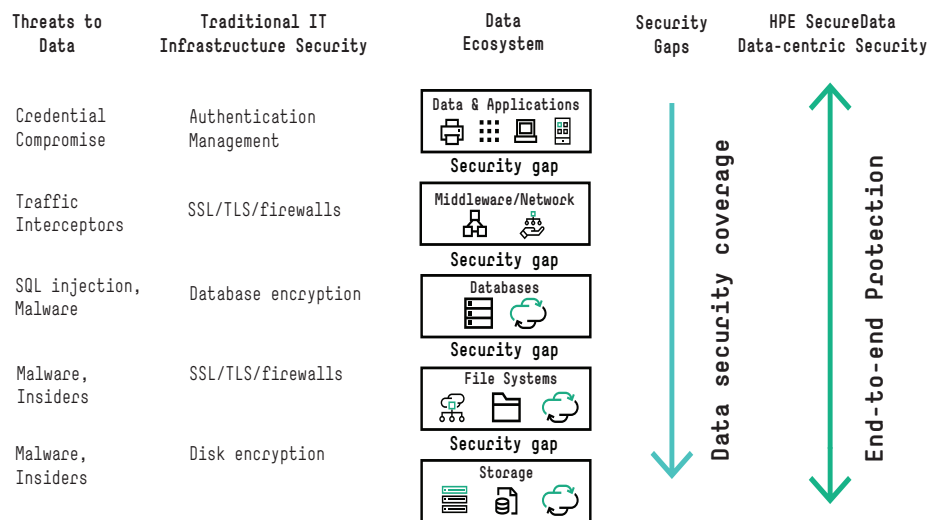 Threats to
Data
Traditional IT
Infrastructure Security
Data
Ecosystem
Security
Gaps
HPE SecureData
Data-centric Security
Credential
Compromise
Authentication
Management
Data & Applications
Security gap
Traffic
Interceptors
SSL/TLS/firewalls
Middleware/Network
Security gap
SQL injection,
Malware
Database encryption
Databases
Security gap
Malware,
Insiders
SSL/TLS/firewalls
File Systems
Security gap
Malware,
Insiders
Disk encryption
Storage
Data security coverage
End-to-end Protection